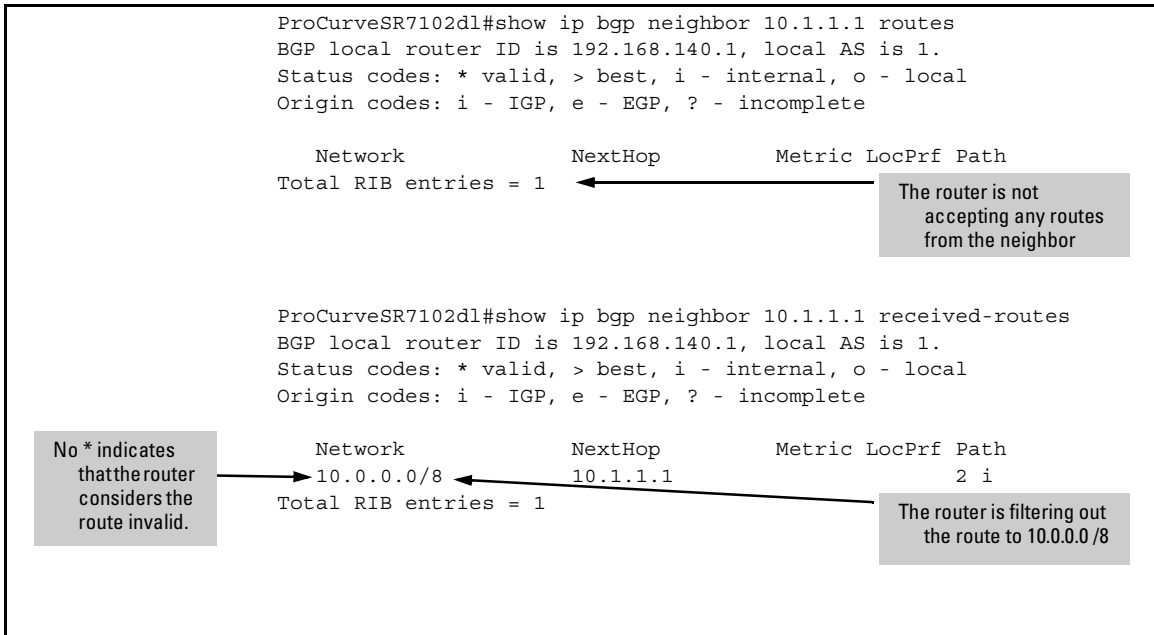 ProCurveSR7102dl#show ip bgp neighbor 10.1.1.1 routes
BGP local router ID is 192.168.140.1, local AS is 1.
Status codes: * valid, > best, i - internal, o - local
Origin codes: i - IGP, e - EGP, ? - incomplete
Network NextHop Metric LocPrf Path
Total RIB entries = 1
The router is not
accepting any routes
from the neighbor
ProCurveSR7102dl#show ip bgp neighbor 10.1.1.1 received-routes
BGP local router ID is 192.168.140.1, local AS is 1.
Status codes: * valid, > best, i - internal, o - local
Origin codes: i - IGP, e - EGP, ? - incomplete
No * indicates
thattherouter
considers the
route invalid.
Network NextHop Metric LocPrf Path
10.0.0.0/8 10.1.1.1 2 i
Total RIB entries = 1
The router is filtering out
the route to 10.0.0.0 /8